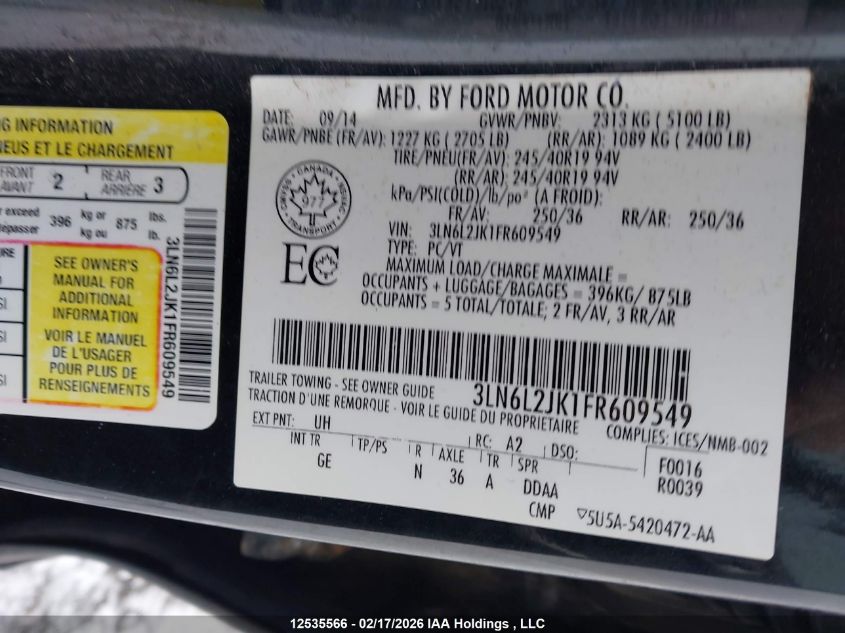 NG INFORMATION
NEUS ET LE CHARGEMENT
FRONT
AVANT 2 REAR
ARRIÈRE 3
exceed
dépasser 396 kg or
kg ou 875 lbs.
lb.
3LN6L2JK1FR609549
SEE OWNER'S
MANUAL FOR
ADDITIONAL
INFORMATION
VOIR LE MANUEL
DE L'USAGER
POUR PLUS DE
RENSEIGNEMENTS
MFD. BY FORD MOTOR CO.
DATE: 09/14 GVWR/PNBV: 2313 KG ( 5100 LB)
GAWR/PNBE (FR/AV): 1227 KG ( 2705 LB) (RR/AR): 1089 KG ( 2400 LB)
TIRE/PNEU(FR/AV): 245/40R19 94V
(RR/AR): 245/40R19 94V
kPa/PSI(COLD)/lb/po² (A FROID):
FR/AV: 250/36 RR/AR: 250/36
CANADA
977
TRANSPORT
VIN: 3LN6L2JK1FR609549
TYPE: PC/VT
EC
MAXIMUM LOAD/CHARGE MAXIMALE =
OCCUPANTS + LUGGAGE/BAGAGES = 396KG/ 875LB
OCCUPANTS = 5 TOTAL/TOTALE; 2 FR/AV, 3 RR/AR
3LN6L2JK1FR609549
TRAILER TOWING - SEE OWNER GUIDE
TRACTION D'UNE REMORQUE - VOIR LE GUIDE DU PROPRIETAIRE
COMPLIES: ICES/NMB-002
EXT PNT: UH RC: A2 DSO:
INT TR TP/PS R AXLE TR SPR F0016
GE N 36 A DDAA R0039
CMP ▽5U5A-5420472-AA
12535566 - 02/17/2026 IAA Holdings , LLC